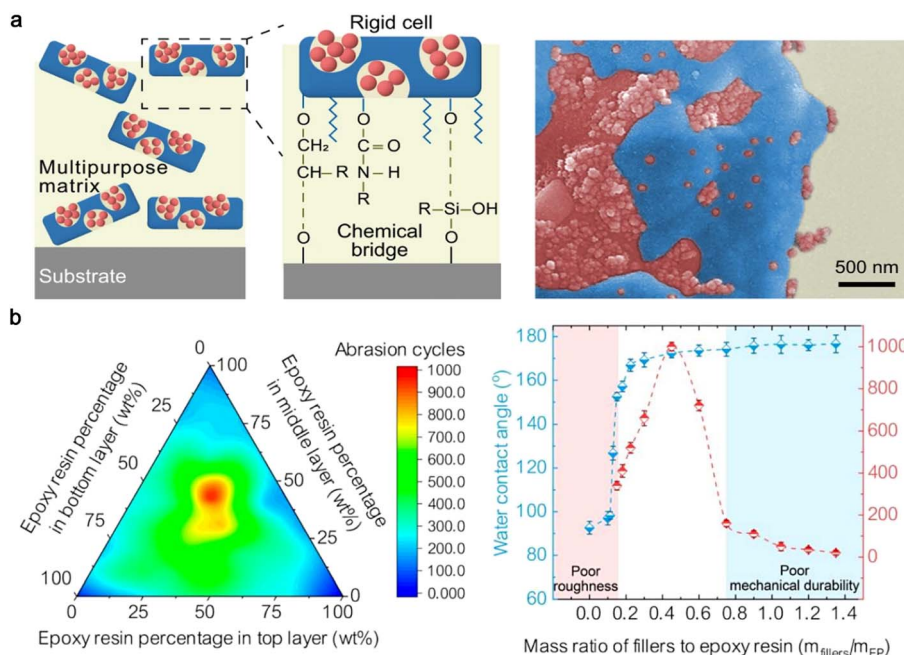 a
Rigid cell
Multipurpose
matrix
Substrate
O
O
O
CH₂
C=O
CH—R
N—H
R
R—Si—OH
O
O
Chemical
bridge
500 nm
b
Epoxy resin percentage
in bottom layer (wt%)
0
25
50
75
100
Epoxy resin percentage
in middle layer (wt%)
100
75
50
25
0
0
25
50
75
100
Epoxy resin percentage in top layer (wt%)
Abrasion cycles
1000
900.0
800.0
700.0
600.0
500.0
400.0
300.0
200.0
100.0
0.000
Water contact angle (°)
180
160
140
120
100
80
60
1000
800
600
400
200
0
Poor
roughness
Poor
mechanical durability
0.0 0.2 0.4 0.6 0.8 1.0 1.2 1.4
Mass ratio of fillers to epoxy resin (m_fillers/m_EP)